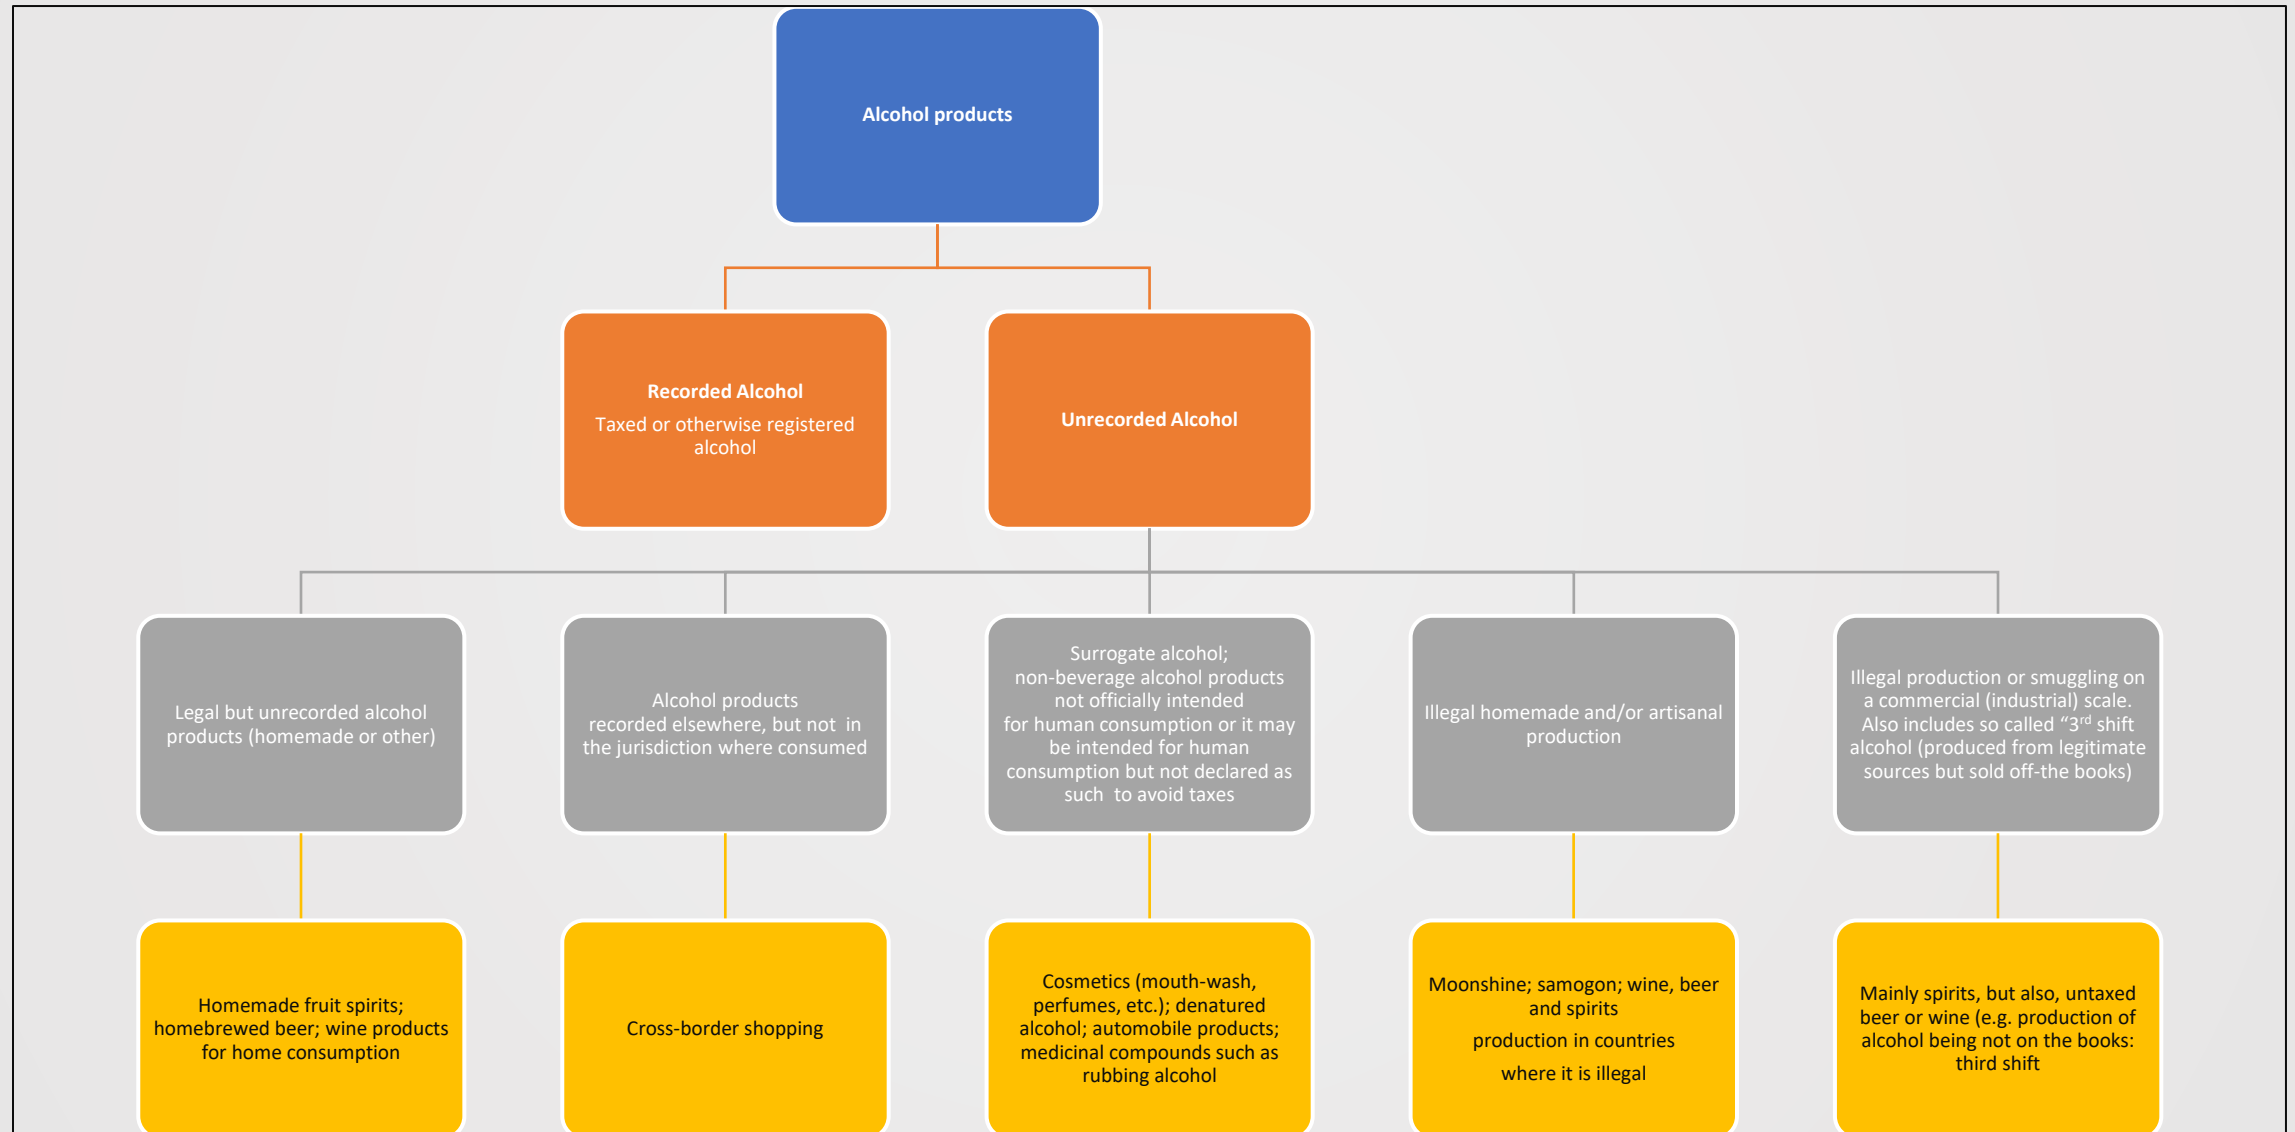 Alcohol products
Recorded Alcohol
Taxed or otherwise registered
alcohol
Unrecorded Alcohol
Legal but unrecorded alcohol
products (homemade or other)
Alcohol products
recorded elsewhere, but not  in
the jurisdiction where consumed
Surrogate alcohol;
non-beverage alcohol products
not officially intended
for human consumption or it may
be intended for human
consumption but not declared as
such  to avoid taxes
Illegal homemade and/or artisanal
production
Illegal production or smuggling on
a commercial (industrial) scale.
Also includes so called “3rd shift
alcohol (produced from legitimate
sources but sold off-the books)
Homemade fruit spirits;
homebrewed beer; wine products
for home consumption
Cross-border shopping
Cosmetics (mouth-wash,
perfumes, etc.); denatured
alcohol; automobile products;
medicinal compounds such as
rubbing alcohol
Moonshine; samogon; wine, beer
and spirits
production in countries
where it is illegal
Mainly spirits, but also, untaxed
beer or wine (e.g. production of
alcohol being not on the books:
third shift